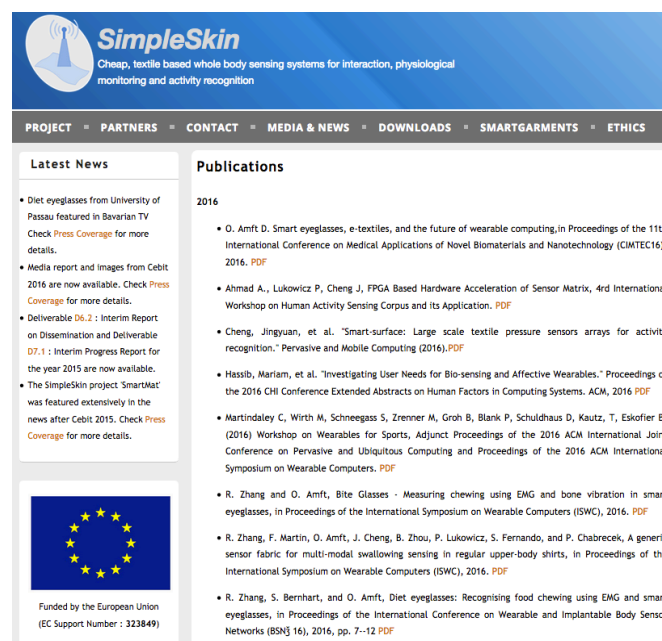 SimpleSkin
Cheap, textile based whole body sensing systems for interaction, physiological
monitoring and activity recognition
PROJECT PARTNERS CONTACT MEDIA & NEWS DOWNLOADS SMARTGARMENTS ETHICS
Latest News
Diet eyeglasses from University of
Passau featured in Bavarian TV
Check Press Coverage for more
details.
Media report and images from Cebit
2016 are now available. Check Press
Coverage for more details.
Deliverable D6.2 : Interim Report
on Dissemination and Deliverable
D7.1 : Interim Progress Report for
the year 2015 are now available.
The SimpleSkin project 'SmartMat'
was featured extensively in the
news after Cebit 2015. Check Press
Coverage for more details.
Funded by the European Union
(EC Support Number : 323849)
Publications
2016
O. Amft D. Smart eyeglasses, e-textiles, and the future of wearable computing,in Proceedings of the 11t
International Conference on Medical Applications of Novel Biomaterials and Nanotechnology (CIMTEC16)
2016. PDF
Ahmad A., Lukowicz P, Cheng J, FPGA Based Hardware Acceleration of Sensor Matrix, 4rd Internationa
Workshop on Human Activity Sensing Corpus and its Application. PDF
Cheng, Jingyuan, et al. "Smart-surface: Large scale textile pressure sensors arrays for activit
recognition." Pervasive and Mobile Computing (2016).PDF
Hassib, Mariam, et al. "Investigating User Needs for Bio-sensing and Affective Wearables." Proceedings o
the 2016 CHI Conference Extended Abstracts on Human Factors in Computing Systems. ACM, 2016 PDF
Martindaley C, Wirth M, Schneegass S, Zrenner M, Groh B, Blank P, Schuldhaus D, Kautz, T, Eskofier B
(2016) Workshop on Wearables for Sports, Adjunct Proceedings of the 2016 ACM International Join
Conference on Pervasive and Ubiquitous Computing and Proceedings of the 2016 ACM Internationa
Symposium on Wearable Computers. PDF
R. Zhang and O. Amft, Bite Glasses - Measuring chewing using EMG and bone vibration in smar
eyeglasses, in Proceedings of the International Symposium on Wearable Computers (ISWC), 2016. PDF
R. Zhang, F. Martin, O. Amft, J. Cheng, B. Zhou, P. Lukowicz, S. Fernando, and P. Chabrecek, A generi
sensor fabric for multi-modal swallowing sensing in regular upper-body shirts, in Proceedings of th
International Symposium on Wearable Computers (ISWC), 2016. PDF
R. Zhang, S. Bernhart, and O. Amft, Diet eyeglasses: Recognising food chewing using EMG and smar
eyeglasses, in Proceedings of the International Conference on Wearable and Implantable Body Senso
Networks (BSNǯ 16), 2016, pp. 7--12 PDF